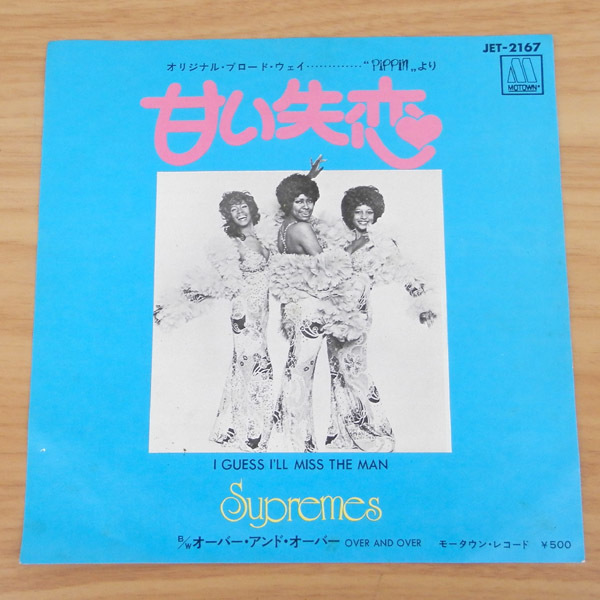 JET-2167
オリジナル・ブロード・ウェイ············“PIPPIN„より
MOTOWN
甘い失恋
I GUESS I'LL MISS THE MAN
Supremes
B/W オーバー・アンド・オーバー OVER AND OVER モータウン・レコード ¥500